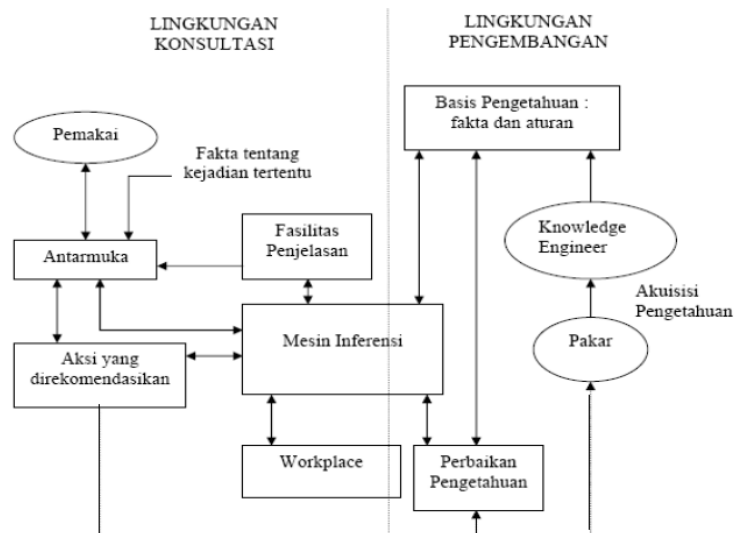 LINGKUNGAN
KONSULTASI
LINGKUNGAN
PENGEMBANGAN
Basis Pengetahuan :
fakta dan aturan
Pemakai
Fakta tentang
kejadian tertentu
Fasilitas
Penjelasan
Knowledge
Engineer
Antarmuka
Akuisisi
Pengetahuan
Mesin Inferensi
Pakar
Aksi yang
direkomendasikan
Workplace
Perbaikan
Pengetahuan